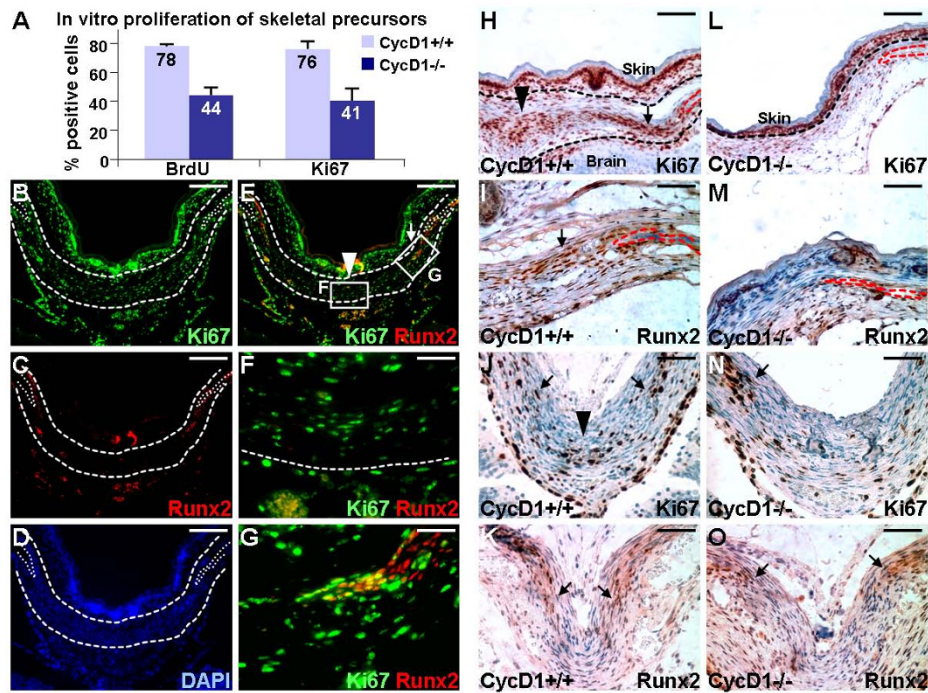 A In vitro proliferation of skeletal precursors
% positive cells
80
60
40
20
0
78
44
76
41
CycD1+/+
CycD1-/-
BrdU
Ki67
B
Ki67
E
F
G
Ki67 Runx2
C
Runx2
F
Ki67 Runx2
D
DAPI
G
Ki67 Runx2
H
Skin
Brain
CycD1+/+ Ki67
L
Skin
CycD1-/- Ki67
I
CycD1+/+ Runx2
M
CycD1-/- Runx2
J
CycD1+/+ Ki67
N
CycD1-/- Ki67
K
CycD1+/+ Runx2
O
CycD1-/- Runx2